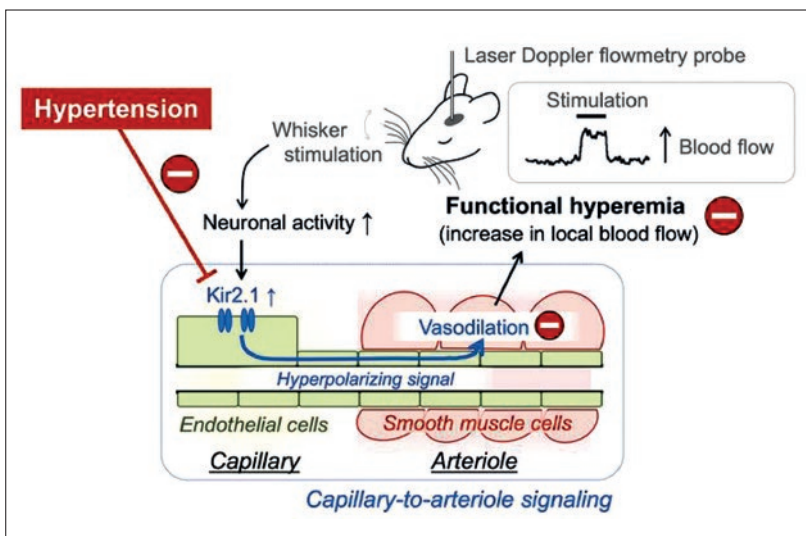 Laser Doppler flowmetry probe
Hypertension
Stimulation
Whisker
stimulation
↑ Blood flow
Neuronal activity ↑
Functional hyperemia
(increase in local blood flow)
Kir2.1 ↑
Vasodilation
Hyperpolarizing signal
Endothelial cells
Smooth muscle cells
Capillary
Arteriole
Capillary-to-arteriole signaling